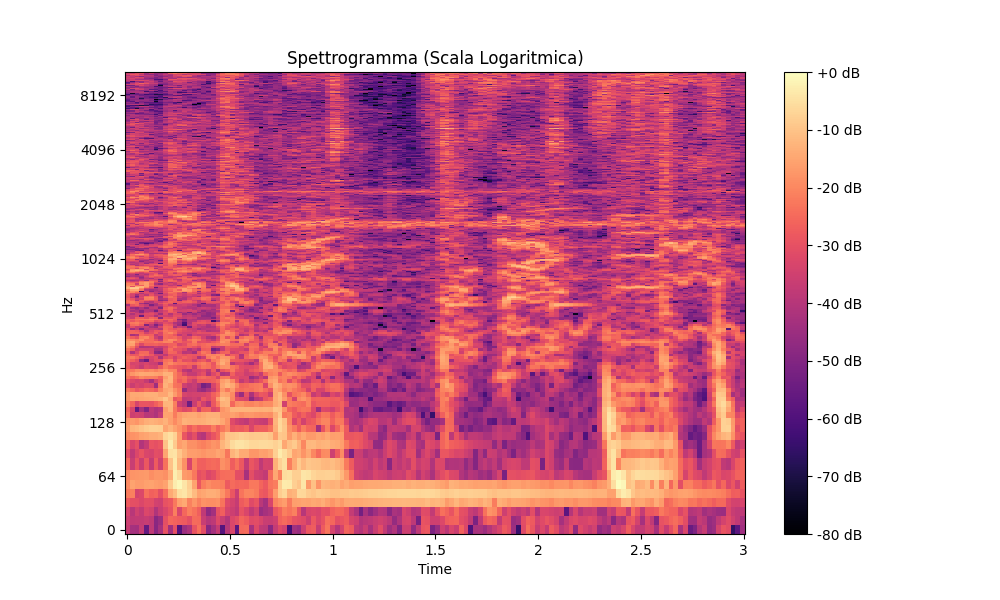 Spettrogramma (Scala Logaritmica)
Hz
8192
4096
2048
1024
512
256
128
64
0
0
0.5
1
1.5
2
2.5
3
Time
+0 dB
-10 dB
-20 dB
-30 dB
-40 dB
-50 dB
-60 dB
-70 dB
-80 dB